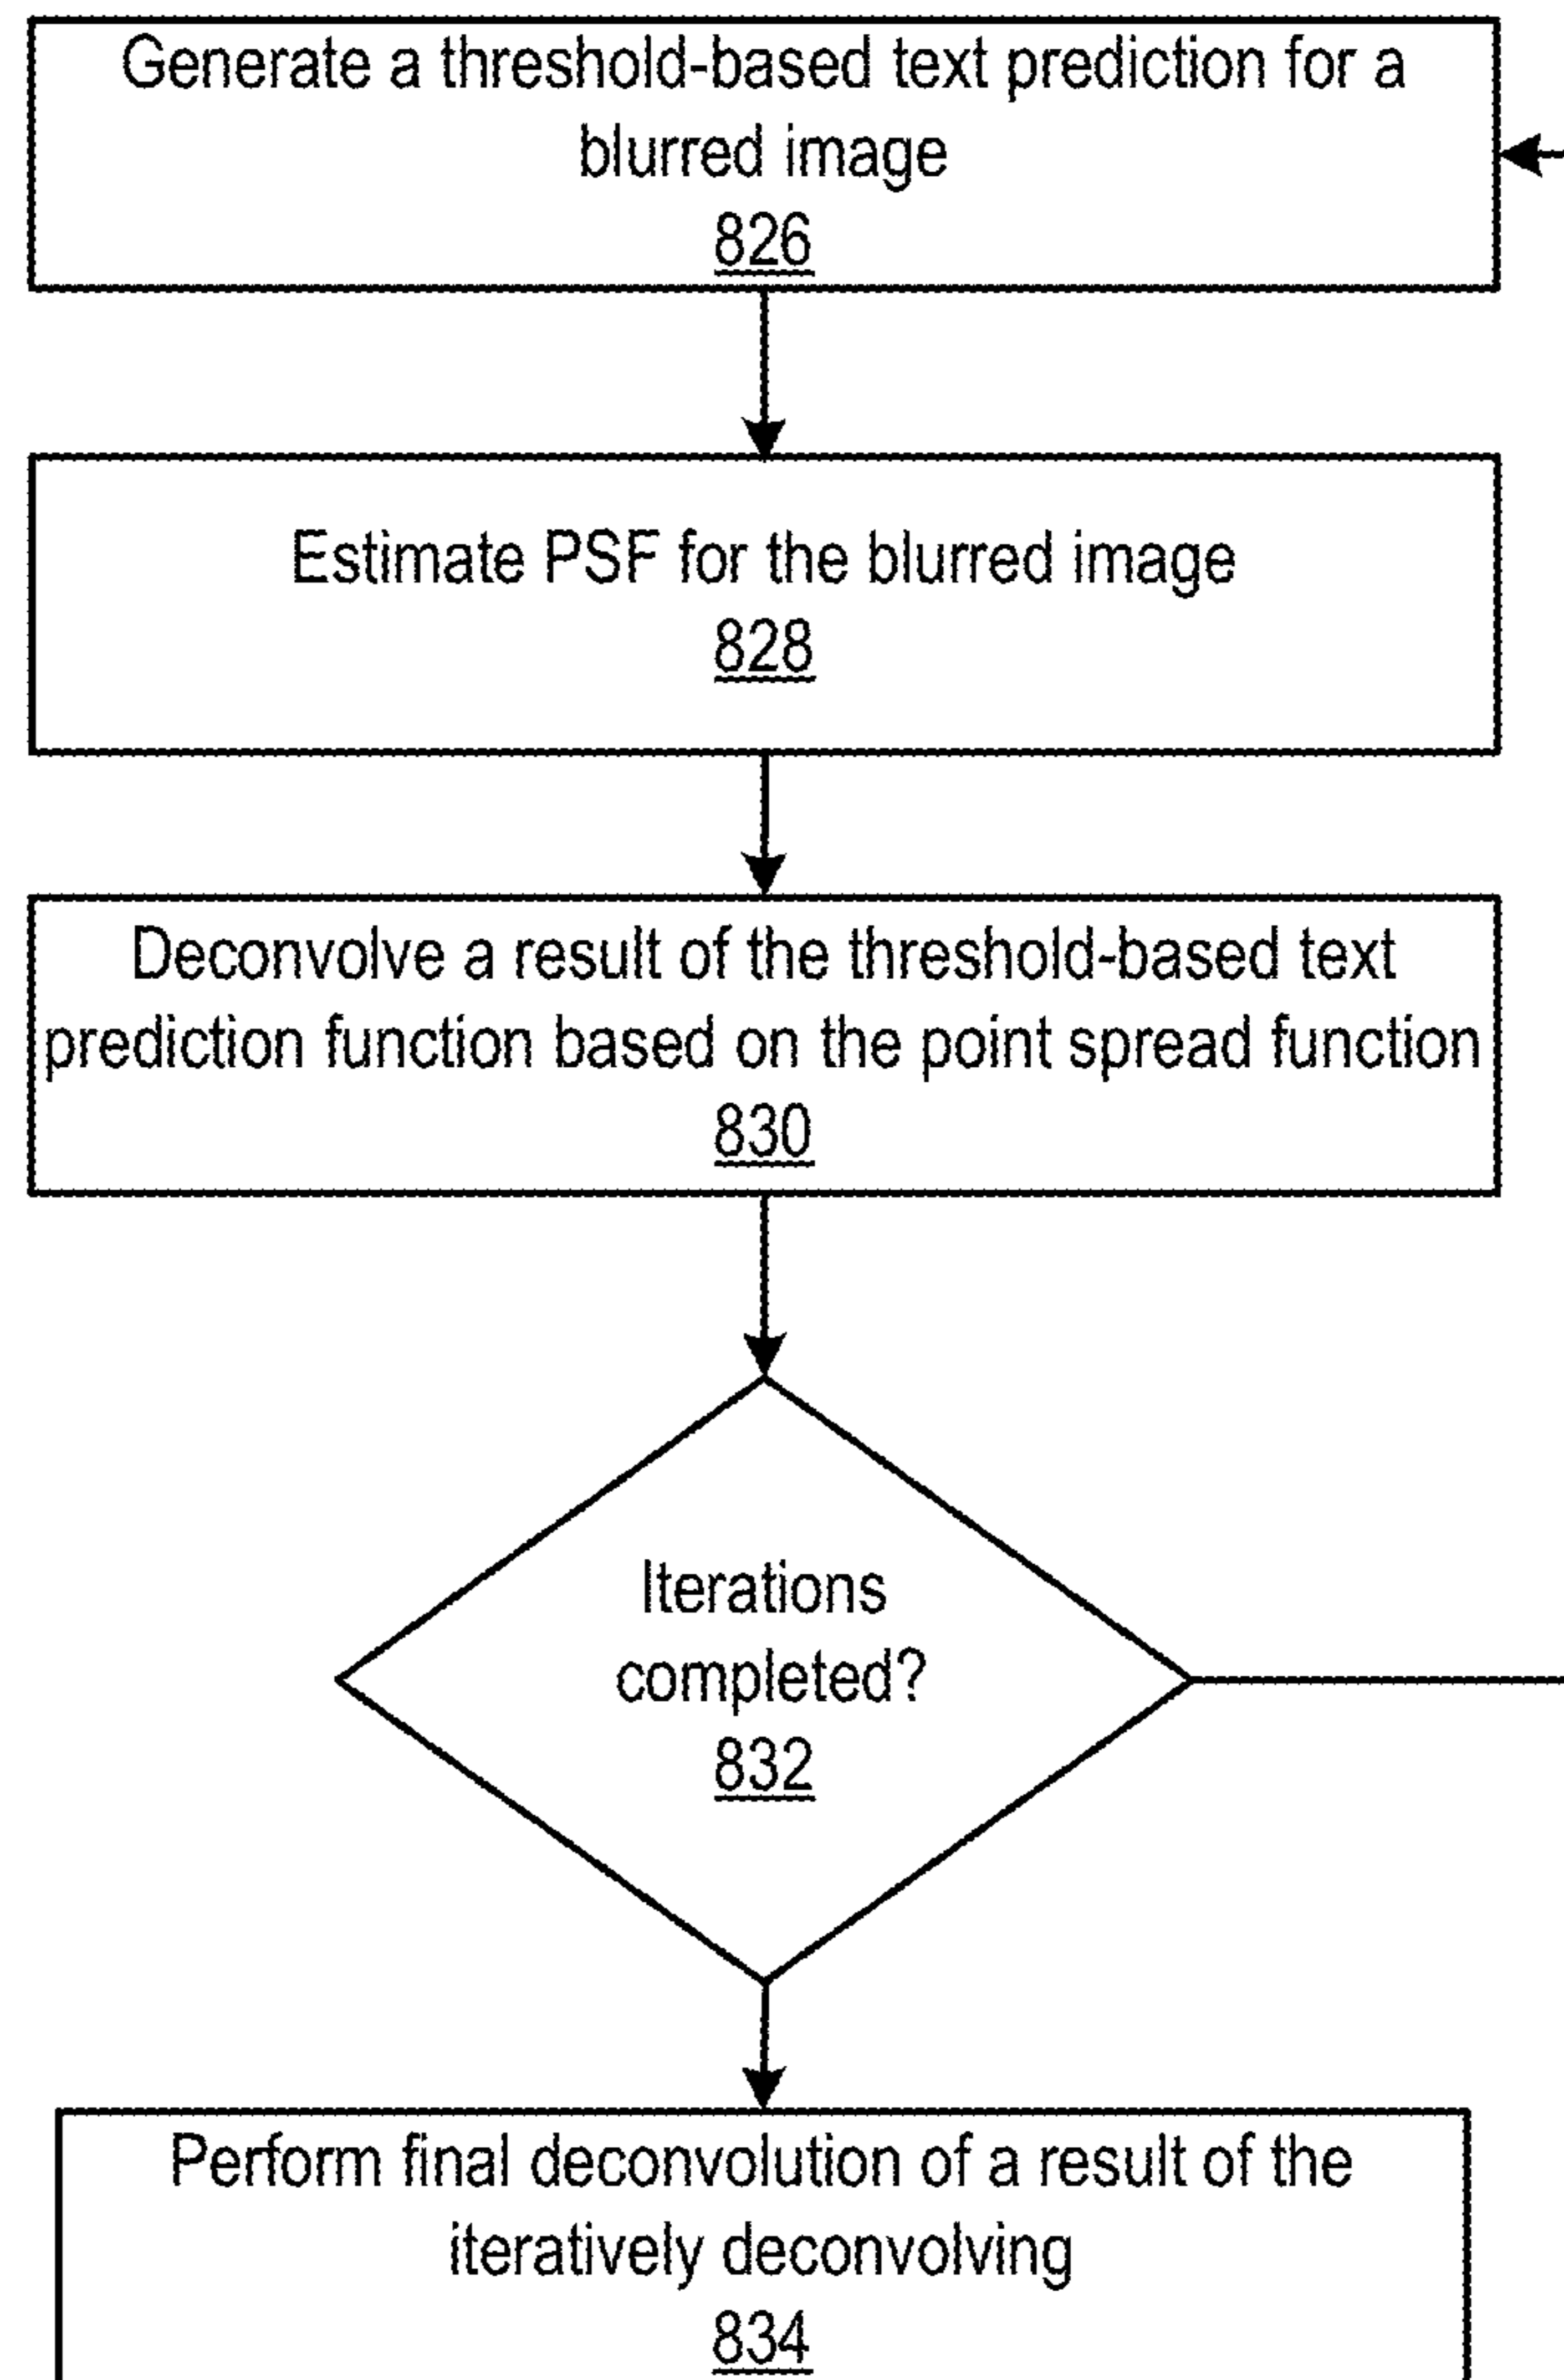 Generate a threshold-based text prediction for a
blurred image
826
Estimate PSF for the blurred image
828
Deconvolve a result of the threshold-based text
prediction function based on the point spread function
830
Iterations
completed?
832
Perform final deconvolution of a result of the
iteratively deconvolving
834